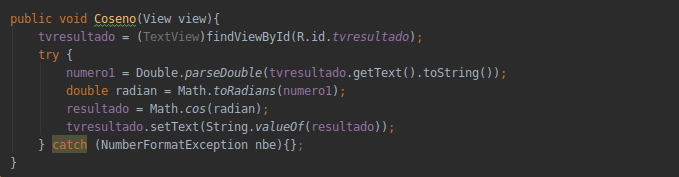 public void Coseno(View view){
    tvresultado = (TextView)findViewById(R.id.tvresultado);
    try {
        numero1 = Double.parseDouble(tvresultado.getText().toString());
        double radian = Math.toRadians(numero1);
        resultado = Math.cos(radian);
        tvresultado.setText(String.valueOf(resultado));
    } catch (NumberFormatException nbe){};
}